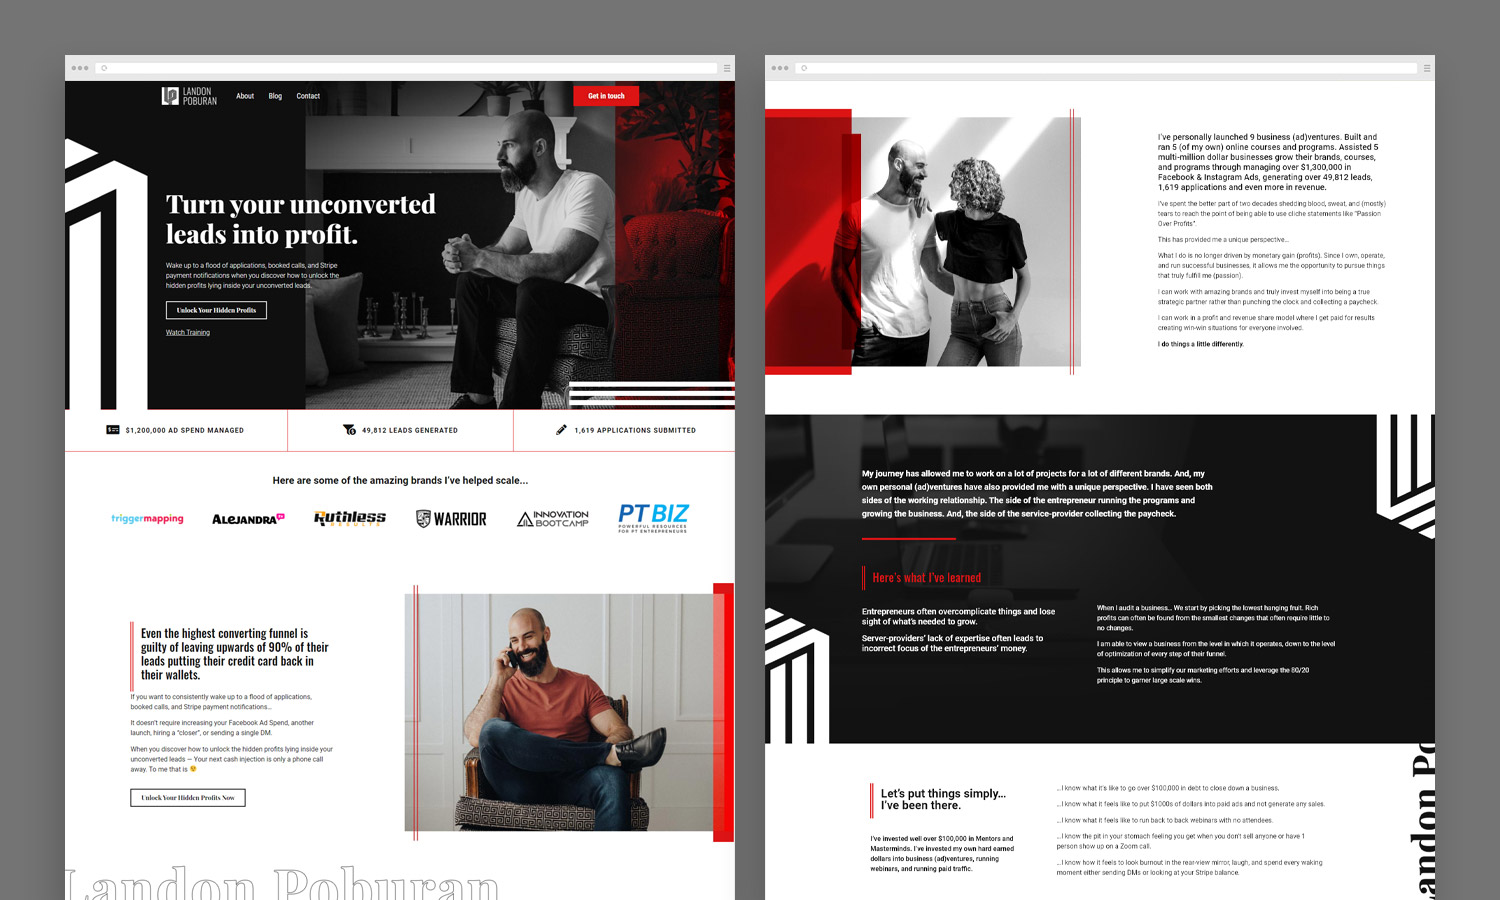 LANDON
POBURAN
About Blog Contact
Get in touch
Turn your unconverted
leads into profit.
Wake up to a flood of applications, booked calls, and Stripe
payment notifications when you discover how to unlock the
hidden profits lying inside your unconverted leads.
Unlock Your Hidden Profits
Watch Training
$1,200,000 AD SPEND MANAGED
49,812 LEADS GENERATED
1,619 APPLICATIONS SUBMITTED
Here are some of the amazing brands I've helped scale...
triggermapping
ALEJANDRA
RUTHLESS
RESULTS
WARRIOR
INNOVATION
BOOTCAMP
PT BIZ
POWERFUL RESOURCES
FOR PT ENTREPRENEURS
Even the highest converting funnel is
guilty of leaving upwards of 90% of their
leads putting their credit card back in
their wallets.
If you want to consistently wake up to a flood of applications,
booked calls, and Stripe payment notifications...
It doesn't require increasing your Facebook Ad Spend, another
launch, hiring a "closer", or sending a single DM.
When you discover how to unlock the hidden profits lying inside your
unconverted leads — Your next cash injection is only a phone call
away. To me that is 😉
Unlock Your Hidden Profits Now
Landon Poburan
I've personally launched 9 business (ad)ventures. Built and
ran 5 (of my own) online courses and programs. Assisted 5
multi-million dollar businesses grow their brands, courses,
and programs through managing over $1,300,000 in
Facebook & Instagram Ads, generating over 49,812 leads,
1,619 applications and even more in revenue.
I've spent the better part of two decades shedding blood, sweat, and (mostly)
tears to reach the point of being able to use cliche statements like "Passion
Over Profits".
This has provided me a unique perspective...
What I do is no longer driven by monetary gain (profits). Since I own, operate,
and run successful businesses, it allows me the opportunity to pursue things
that truly fulfill me (passion).
I can work with amazing brands and truly invest myself into being a true
strategic partner rather than punching the clock and collecting a paycheck.
I can work in a profit and revenue share model where I get paid for results
creating win-win situations for everyone involved.
I do things a little differently.
My journey has allowed me to work on a lot of projects for a lot of different brands. And, my
own personal (ad)ventures have also provided me with a unique perspective. I have seen both
sides of the working relationship. The side of the entrepreneur running the programs and
growing the business. And, the side of the service-provider collecting the paycheck.
Here's what I've learned
Entrepreneurs often overcomplicate things and lose
sight of what's needed to grow.
Server-providers' lack of expertise often leads to
incorrect focus of the entrepreneurs' money.
When I audit a business... We start by picking the lowest hanging fruit. Rich
profits can often be found from the smallest changes that often require little to
no changes.
I am able to view a business from the level in which it operates, down to the level
of optimization of every step of their funnel.
This allows me to simplify our marketing efforts and leverage the 80/20
principle to garner large scale wins.
Let's put things simply...
I've been there.
I've invested well over $100,000 in Mentors and
Masterminds. I've invested my own hard earned
dollars into business (ad)ventures, running
webinars, and running paid traffic.
...I know what it's like to go over $100,000 in debt to close down a business.
...I know what it feels like to put $1000s of dollars into paid ads and not generate any sales.
...I know what it feels like to run back to back webinars with no attendees.
...I know the pit in your stomach feeling you get when you don't sell anyone or have 1
person show up on a Zoom call.
...I know how it feels to look burnout in the rear-view mirror, laugh, and spend every waking
moment either sending DMs or looking at your Stripe balance.
andon Po